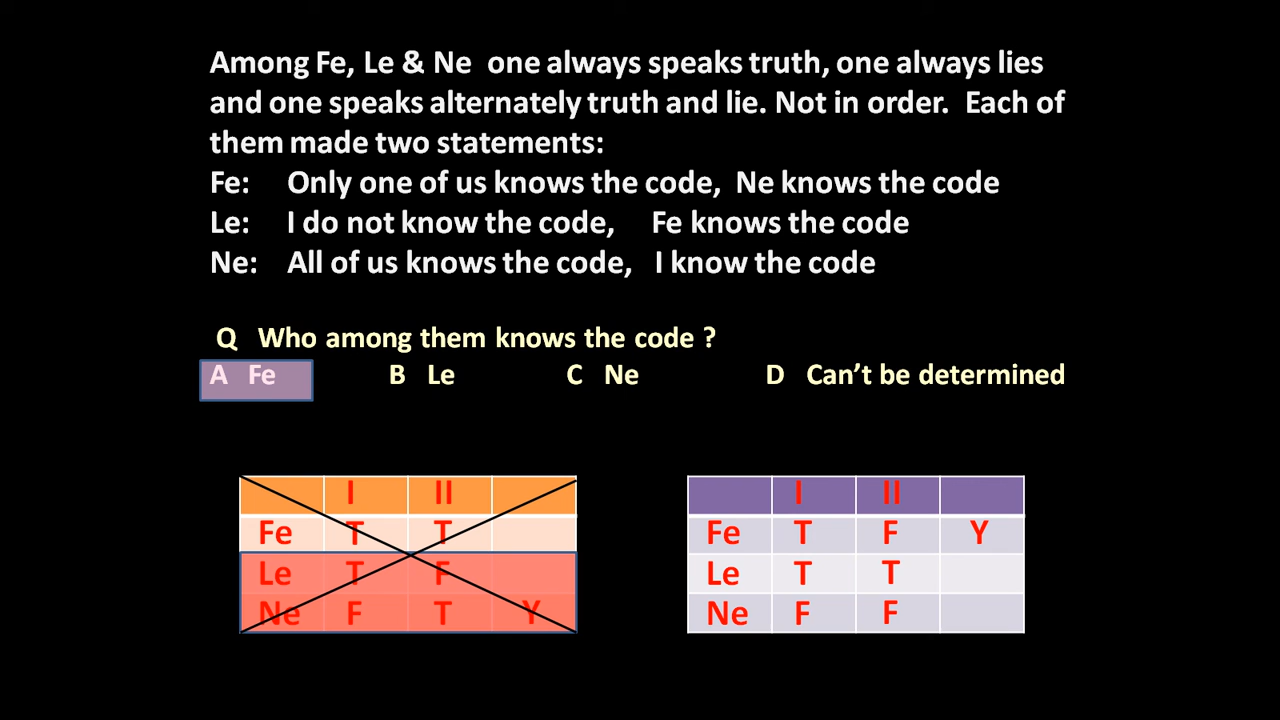 Among Fe, Le & Ne one always speaks truth, one always lies
and one speaks alternately truth and lie. Not in order. Each of
them made two statements:
Fe: Only one of us knows the code, Ne knows the code
Le: I do not know the code, Fe knows the code
Ne: All of us knows the code, I know the code
Q Who among them knows the code ?
A Fe B Le C Ne D Can’t be determined
I II
Fe T T
Le T F
Ne F T Y
I II
Fe T F Y
Le T T
Ne F F